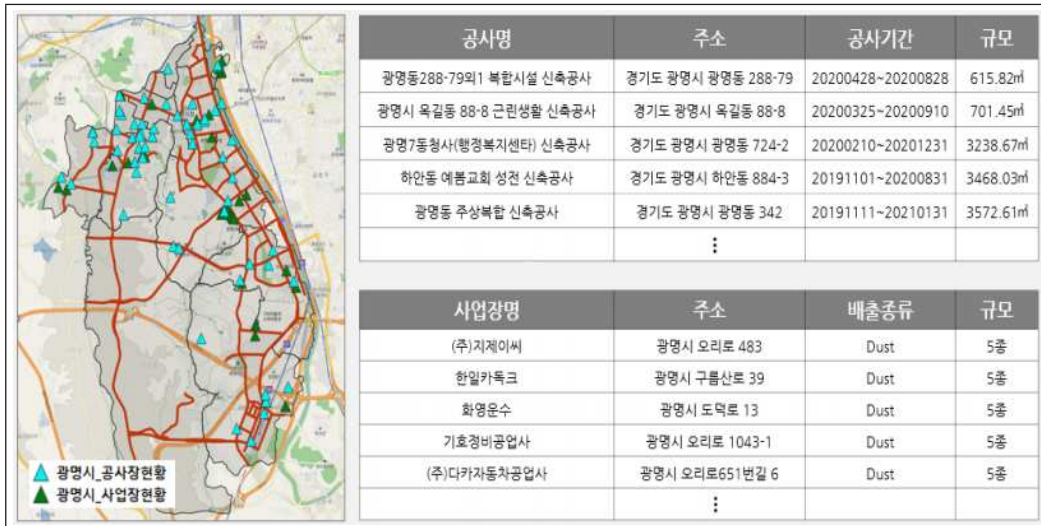 공사명 주소 공사기간 규모
광명동288-79외1 복합시설 신축공사 경기도 광명시 광명동 288-79 20200428~20200828 615.82㎡
광명시 옥길동 88-8 근린생활 신축공사 경기도 광명시 옥길동 88-8 20200325~20200910 701.45㎡
광명7동청사(행정복지센타) 신축공사 경기도 광명시 광명동 724-2 20200210~20201231 3238.67㎡
하안동 예봄교회 성전 신축공사 경기도 광명시 하안동 884-3 20191101~20200831 3468.03㎡
광명동 주상복합 신축공사 경기도 광명시 광명동 342 20191111~20210131 3572.61㎡
⋮
사업장명 주소 배출종류 규모
(주)지제이씨 광명시 오리로 483 Dust 5종
한일카독크 광명시 구름산로 39 Dust 5종
화영운수 광명시 도덕로 13 Dust 5종
기호정비공업사 광명시 오리로 1043-1 Dust 5종
(주)다카자동차공업사 광명시 오리로651번길 6 Dust 5종
⋮
광명시_공사장현황
광명시_사업장현황